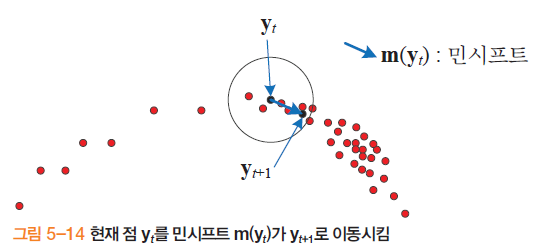 yt
m(yt) : 민시프트
yt+1
그림 5-14 현재 점 yt를 민시프트 m(yt)가 yt+1로 이동시킴